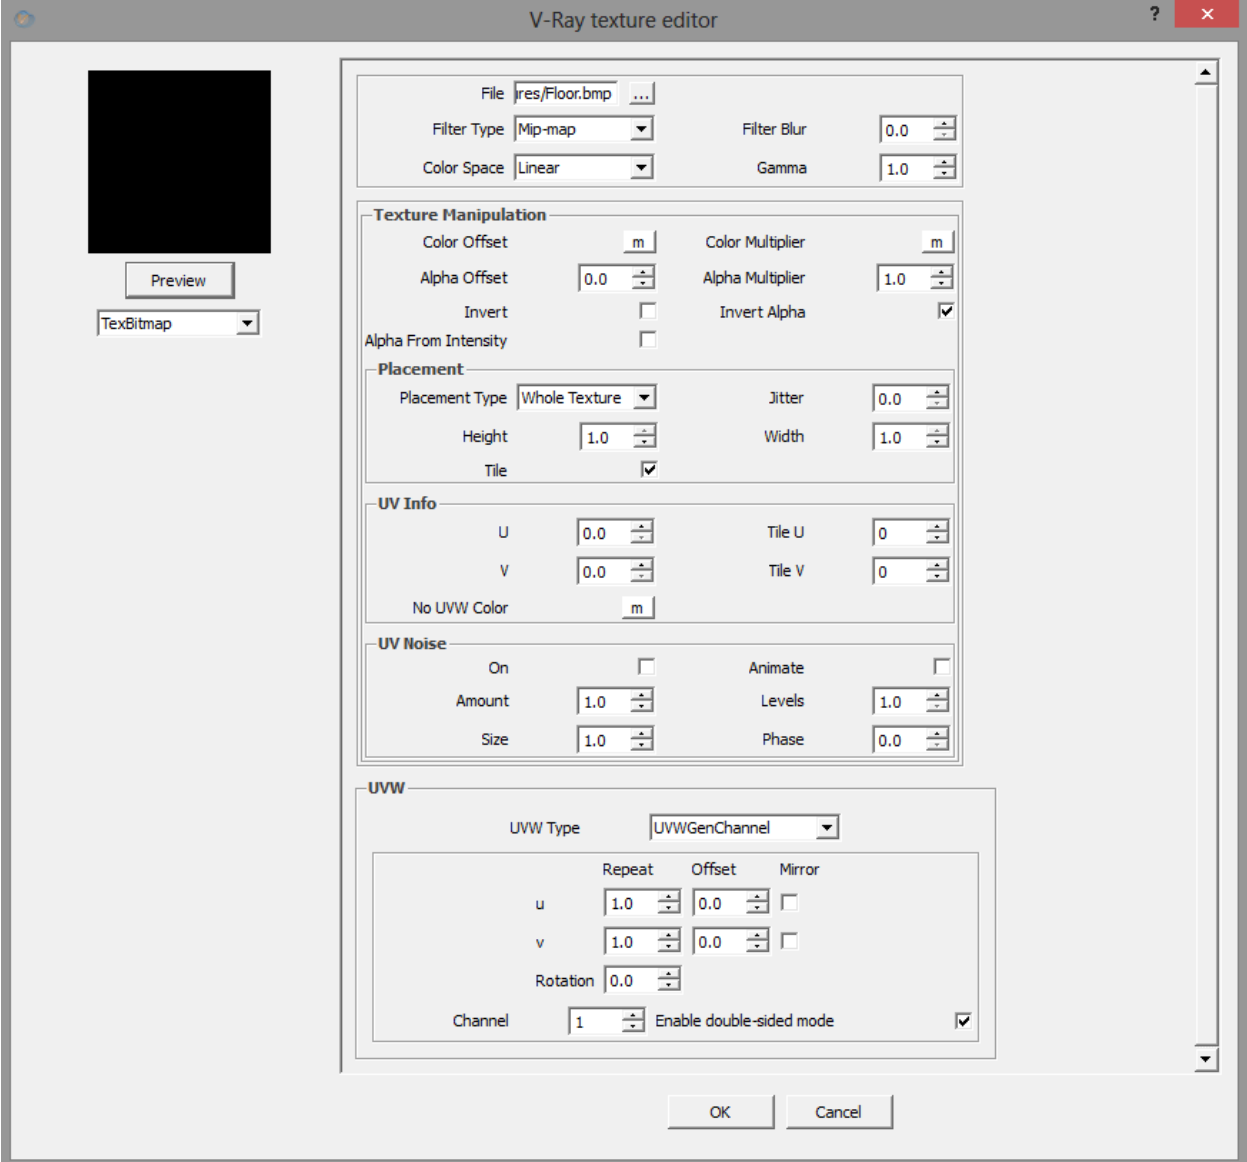 V-Ray texture editor ?
File ıres/Floor.bmp ...
Filter Type Mip-map Filter Blur 0.0
Color Space Linear Gamma 1.0
Preview
TexBitmap
Texture Manipulation
Color Offset m Color Multiplier m
Alpha Offset 0.0 Alpha Multiplier 1.0
Invert Invert Alpha
Alpha From Intensity
Placement
Placement Type Whole Texture Jitter 0.0
Height 1.0 Width 1.0
Tile
UV Info
U 0.0 Tile U 0
V 0.0 Tile V 0
No UVW Color m
UV Noise
On Animate
Amount 1.0 Levels 1.0
Size 1.0 Phase 0.0
UVW
UVW Type UVWGenChannel
Repeat Offset Mirror
u 1.0 0.0
v 1.0 0.0
Rotation 0.0
Channel 1 Enable double-sided mode
OK Cancel